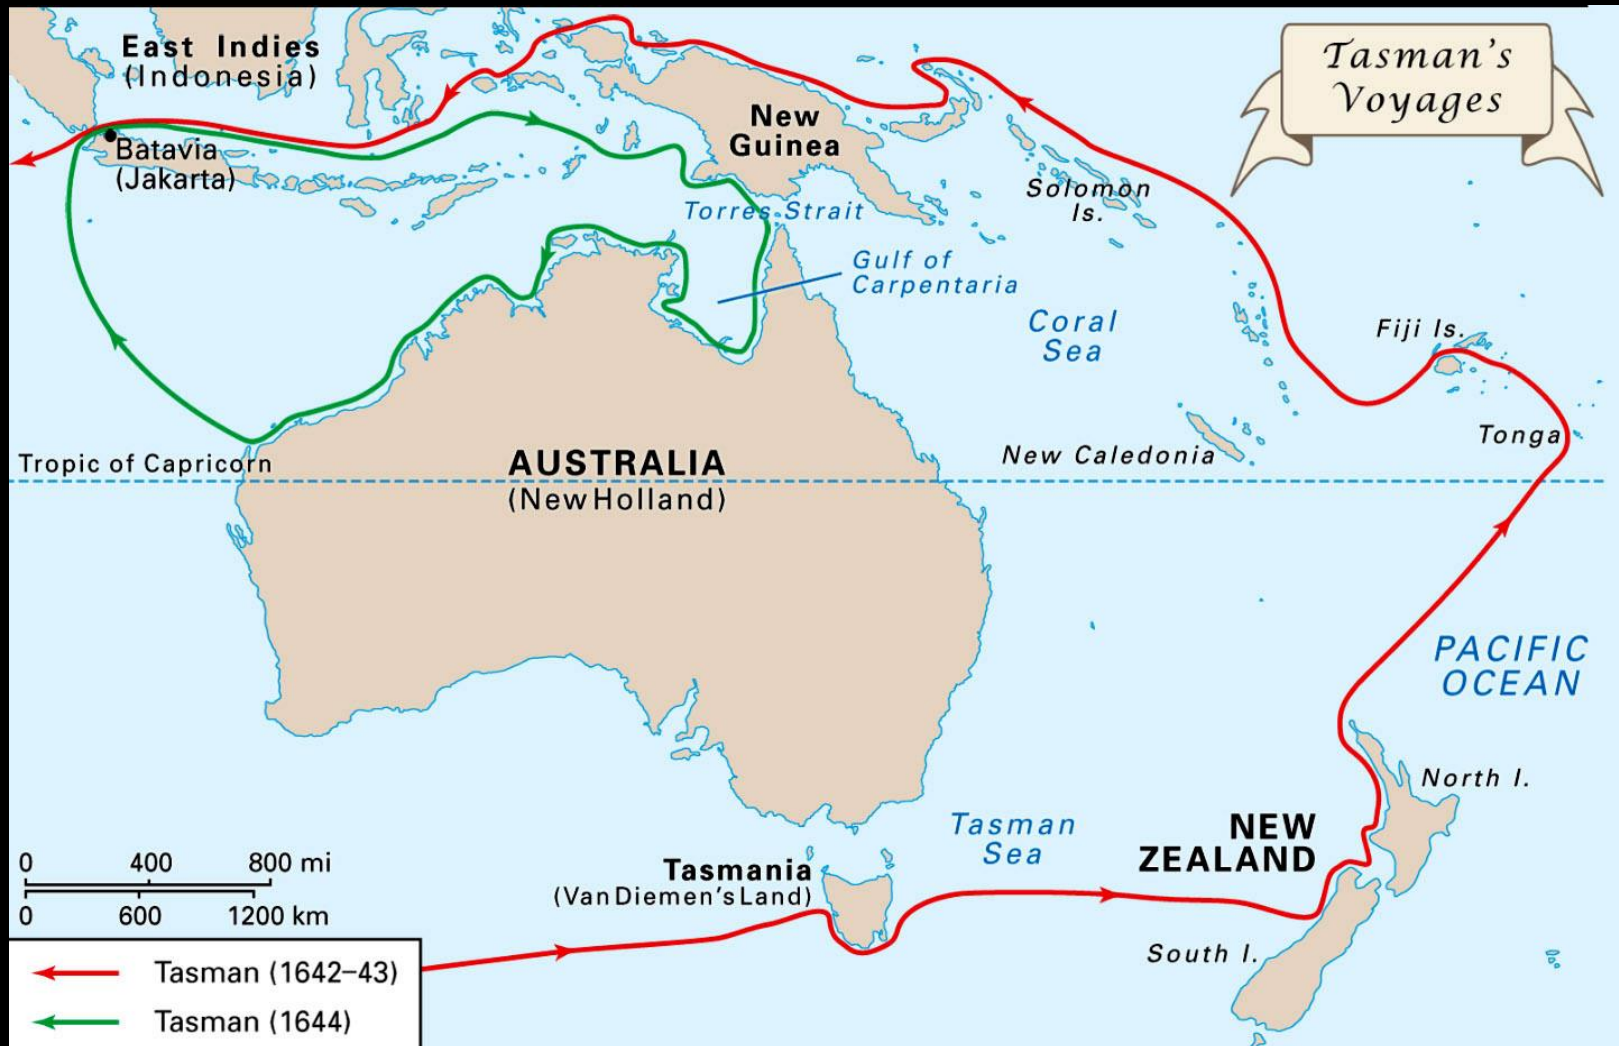 East Indies
(Indonesia)
Tasman's
Voyages
Batavia
(Jakarta)
New
Guinea
Torres Strait
Solomon
Is.
Gulf of
Carpentaria
Coral
Sea
Fiji Is.
Tonga
New Caledonia
Tropic of Capricorn
AUSTRALIA
(New Holland)
PACIFIC
OCEAN
North I.
NEW
ZEALAND
Tasman
Sea
Tasmania
(Van Diemen's Land)
South I.
0 400 800 mi
0 600 1200 km
Tasman (1642–43)
Tasman (1644)